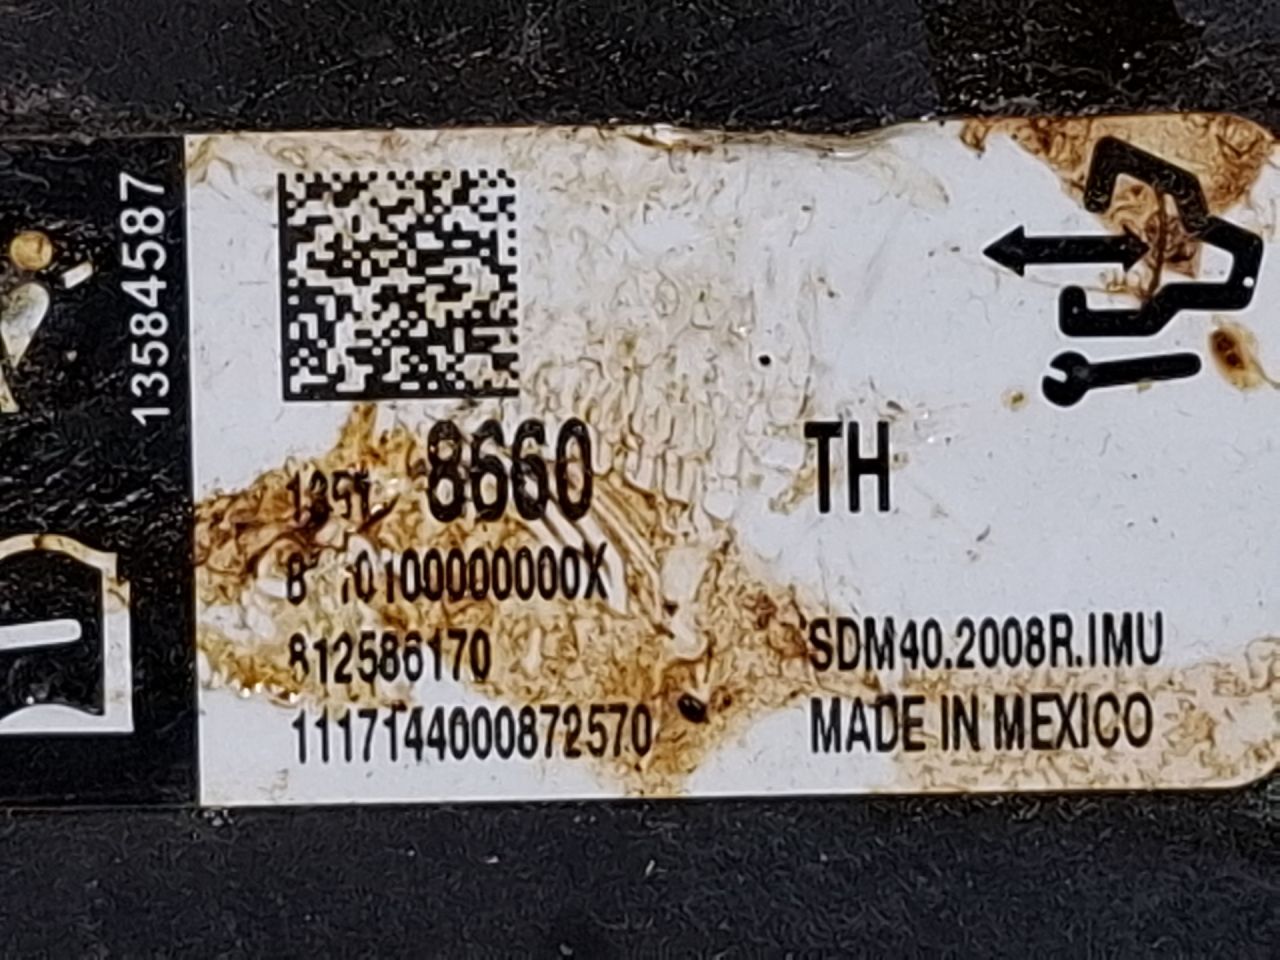 13584587
8660 TH
812586170
1117144000872570
SDM40.2008R.IMU
MADE IN MEXICO